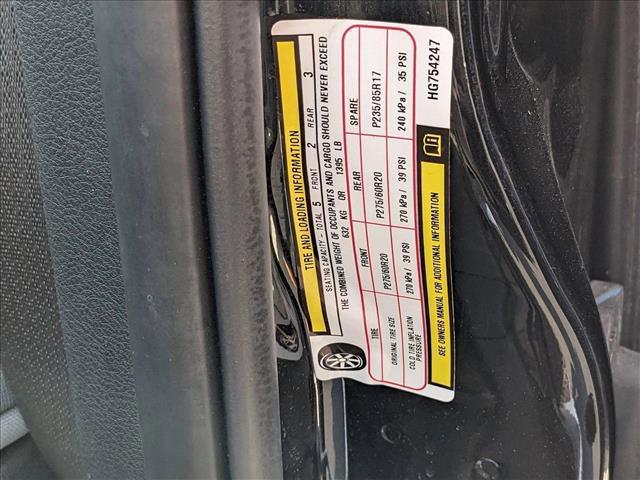 TIRE AND LOADING INFORMATION
SEATING CAPACITY - TOTAL 5 FRONT 2 REAR 3
THE COMBINED WEIGHT OF OCCUPANTS AND CARGO SHOULD NEVER EXCEED
632 KG OR 1395 LB
TIRE FRONT REAR SPARE
ORIGINAL TIRE SIZE P275/60R20 P275/60R20 P235/85R17
COLD TIRE INFLATION PRESSURE 270 kPa / 39 PSI 270 kPa / 39 PSI 240 kPa / 35 PSI
SEE OWNERS MANUAL FOR ADDITIONAL INFORMATION
HG754247